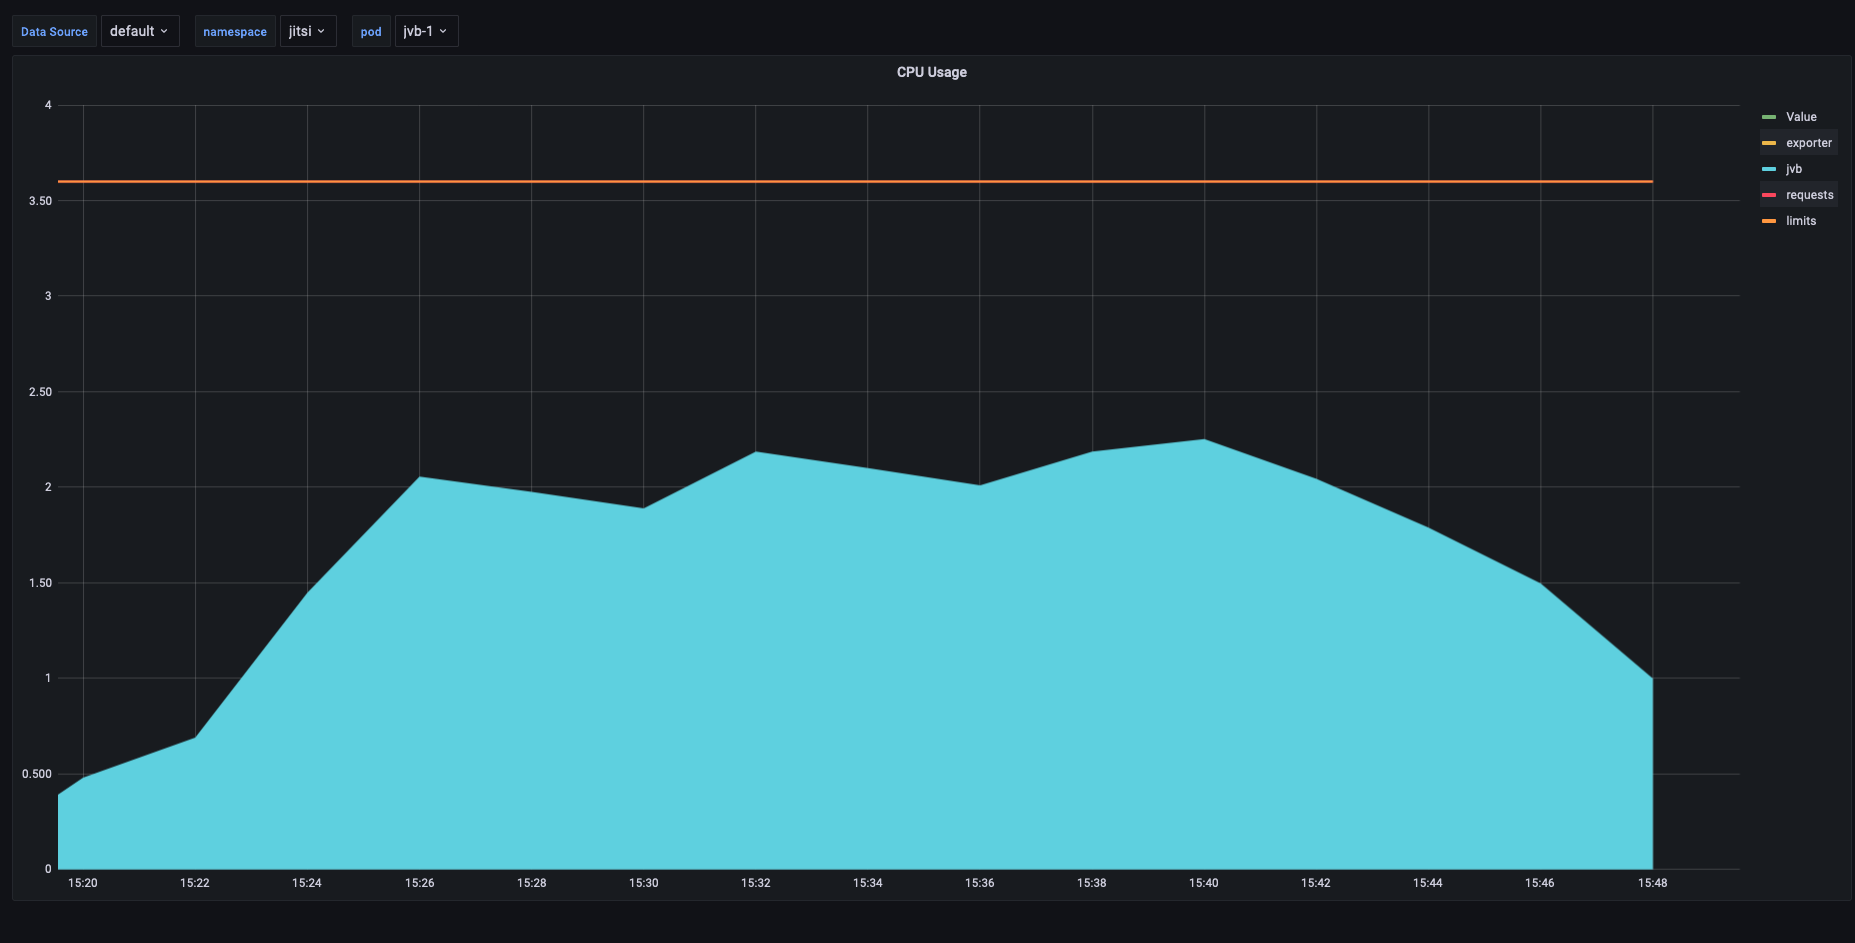 Data Source default namespace jitsi pod jvb-1
CPU Usage
4
3.50
3
2.50
2
1.50
1
0.500
0
15:20 15:22 15:24 15:26 15:28 15:30 15:32 15:34 15:36 15:38 15:40 15:42 15:44 15:46 15:48
Value
exporter
jvb
requests
limits